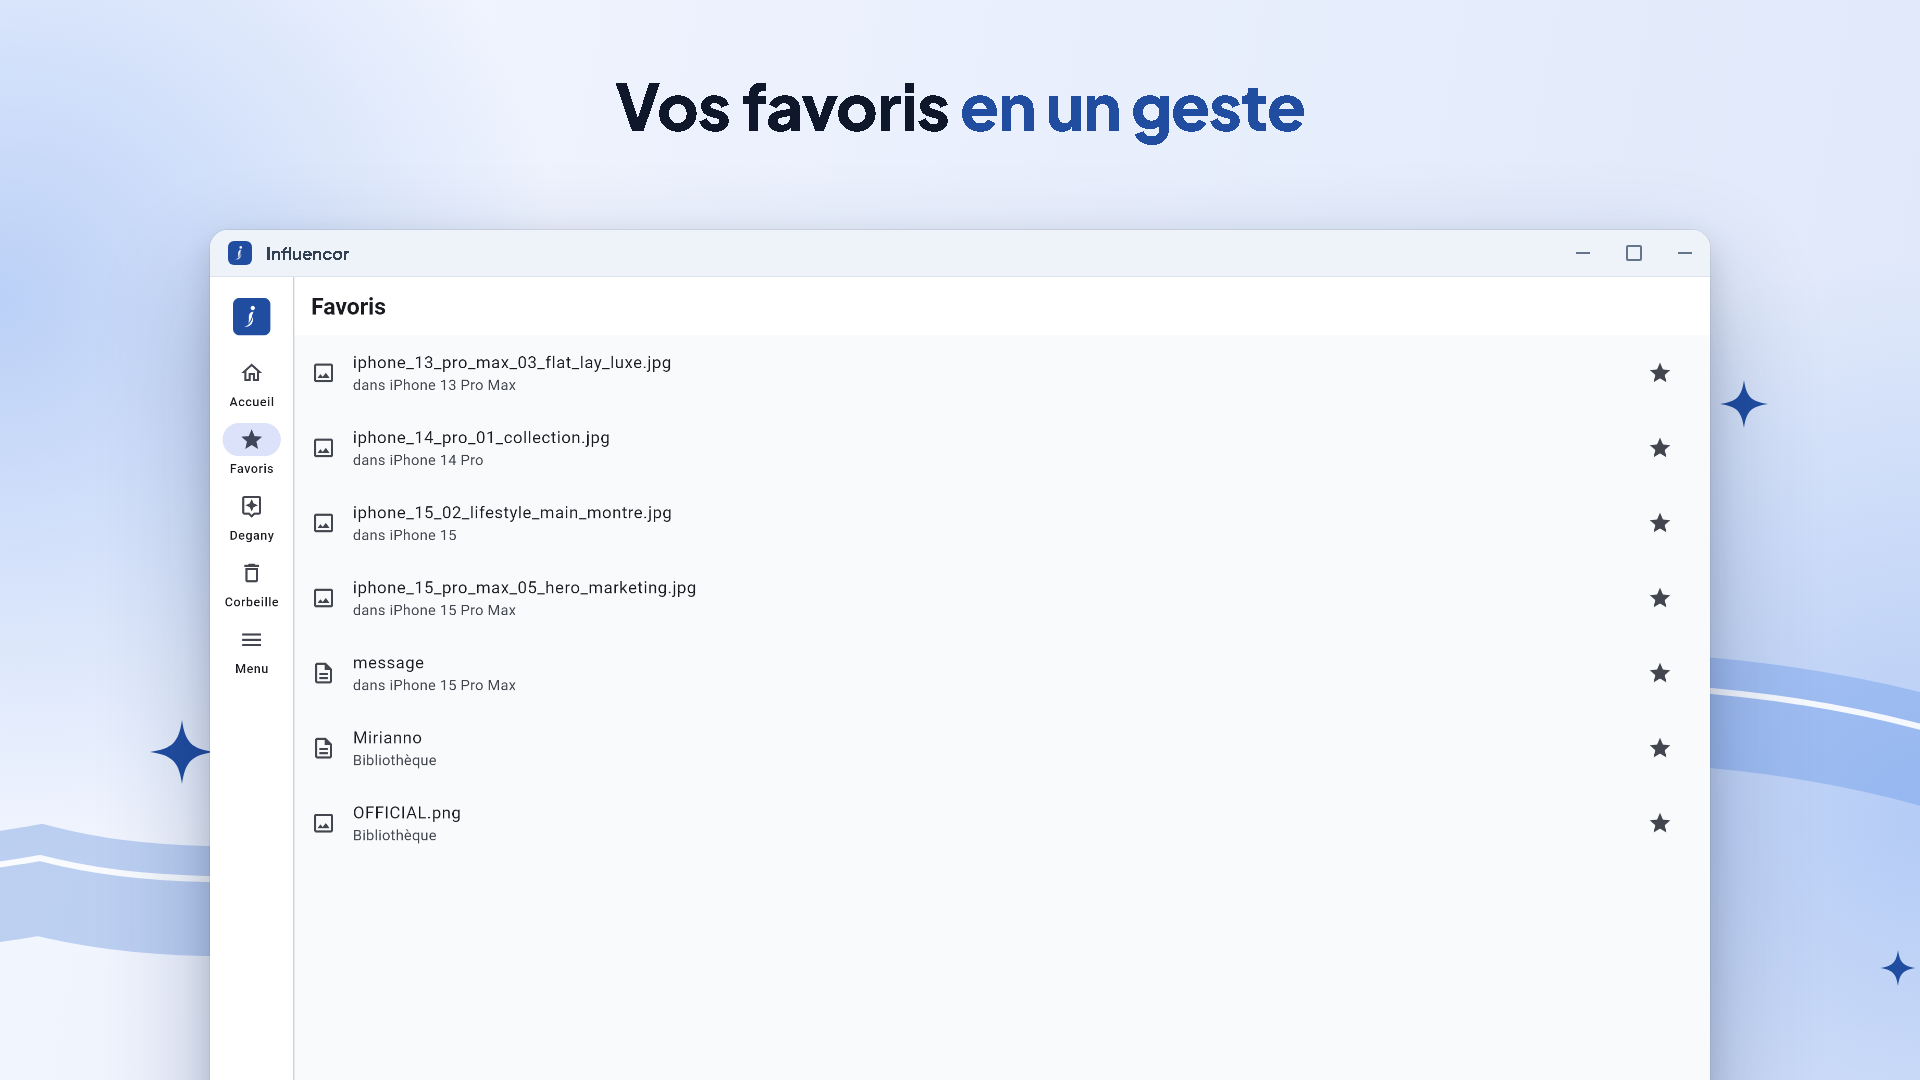 Vos favoris en un geste
Influencor
Favoris
Accueil
Favoris
Degany
Corbeille
Menu
iphone_13_pro_max_03_flat_lay_luxe.jpg
dans iPhone 13 Pro Max
iphone_14_pro_01_collection.jpg
dans iPhone 14 Pro
iphone_15_02_lifestyle_main_montre.jpg
dans iPhone 15
iphone_15_pro_max_05_hero_marketing.jpg
dans iPhone 15 Pro Max
message
dans iPhone 15 Pro Max
Mirianno
Bibliothèque
OFFICIAL.png
Bibliothèque